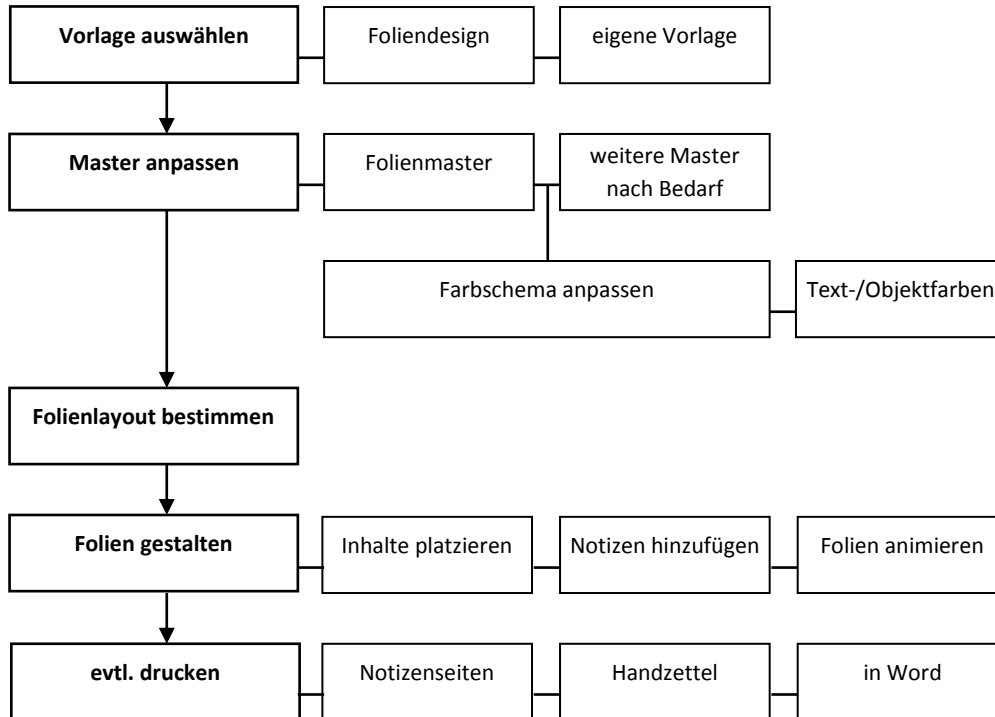 Vorlage auswählen
Foliendesign
eigene Vorlage
Master anpassen
Folienmaster
weitere Master
nach Bedarf
Farbschema anpassen
Text-/Objektfarben
Folienlayout bestimmen
Folien gestalten
Inhalte platzieren
Notizen hinzufügen
Folien animieren
evtl. drucken
Notizenseiten
Handzettel
in Word